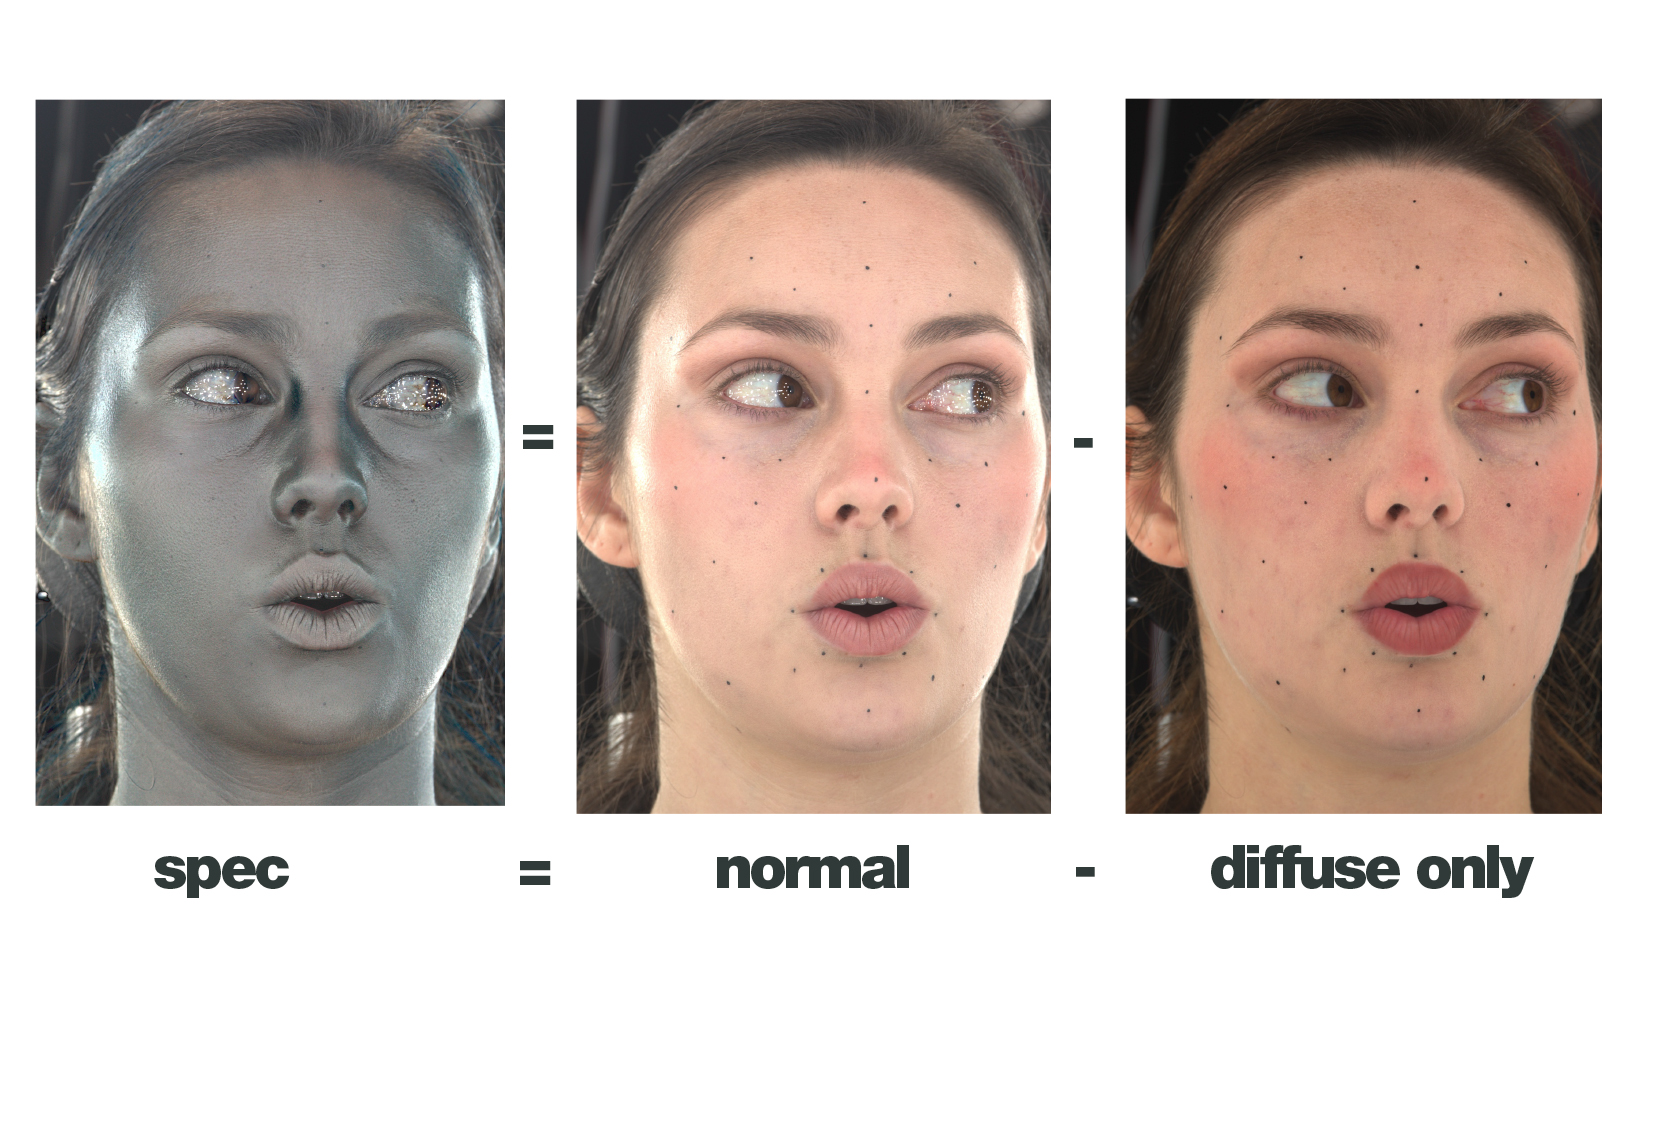 = -
spec = normal - diffuse only